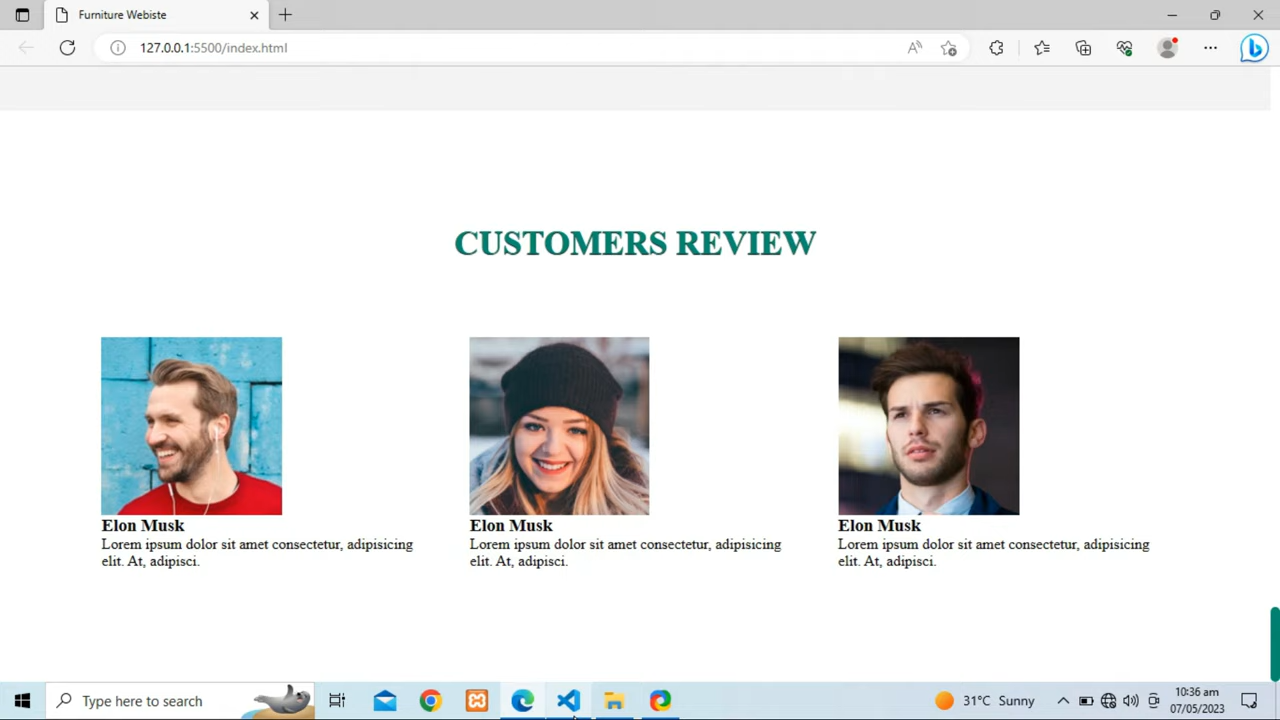 Furniture Webiste
127.0.0.1:5500/index.html
CUSTOMERS REVIEW
Elon Musk
Lorem ipsum dolor sit amet consectetur, adipisicing
elit. At, adipisci.
Elon Musk
Lorem ipsum dolor sit amet consectetur, adipisicing
elit. At, adipisci.
Elon Musk
Lorem ipsum dolor sit amet consectetur, adipisicing
elit. At, adipisci.
Type here to search
31°C Sunny
10:36 am
07/05/2023